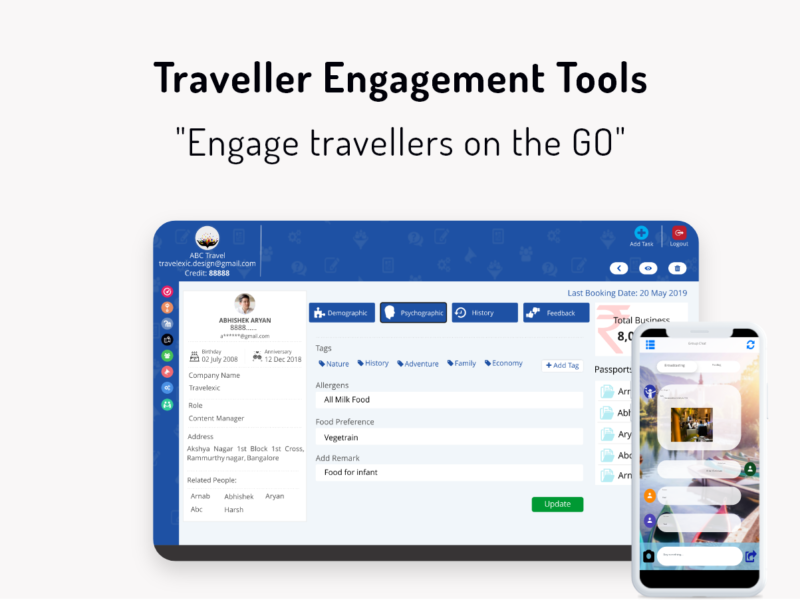 Traveller Engagement Tools
"Engage travellers on the GO"
ABC Travel
travelexic.design@gmail.com
Credit: 88888
Add Task
Logout
Last Booking Date: 20 May 2019
ABHISHEK ARYAN
8888......
a******@gmail.com
Birthday
02 July 2008
Anniversary
12 Dec 2018
Company Name
Travelexic
Role
Content Manager
Address
Akshya Nagar 1st Block 1st Cross,
Rammurthy nagar, Bangalore
Related People:
Arnab Abhishek Aryan
Abc Harsh
Demographic Psychographic History Feedback
Tags
Nature History Adventure Family Economy
+ Add Tag
Allergens
All Milk Food
Food Preference
Vegetrain
Add Remark
Food for infant
Update
Total Business
8,0
Passports
Arn
Abh
Ary
Abc
Arn